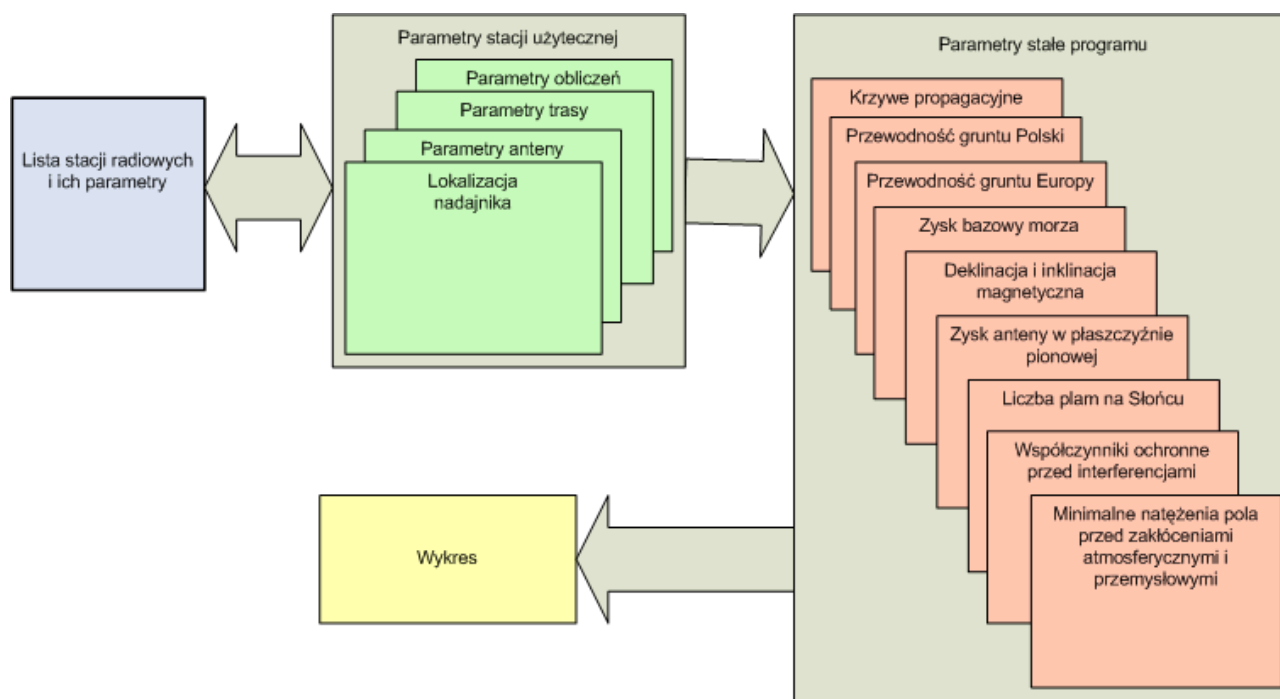 Lista stacji radiowych
i ich parametry
Parametry stacji użytecznej
Parametry obliczeń
Parametry trasy
Parametry anteny
Lokalizacja
nadajnika
Parametry stałe programu
Krzywe propagacyjne
Przewodność gruntu Polski
Przewodność gruntu Europy
Zysk bazowy morza
Deklinacja i inklinacja
magnetyczna
Zysk anteny w płaszczyźnie
pionowej
Liczba plam na Słońcu
Współczynniki ochronne
przed interferencjami
Minimalne natężenia pola
przed zakłóceniami
atmosferycznymi i
przemysłowymi
Wykres